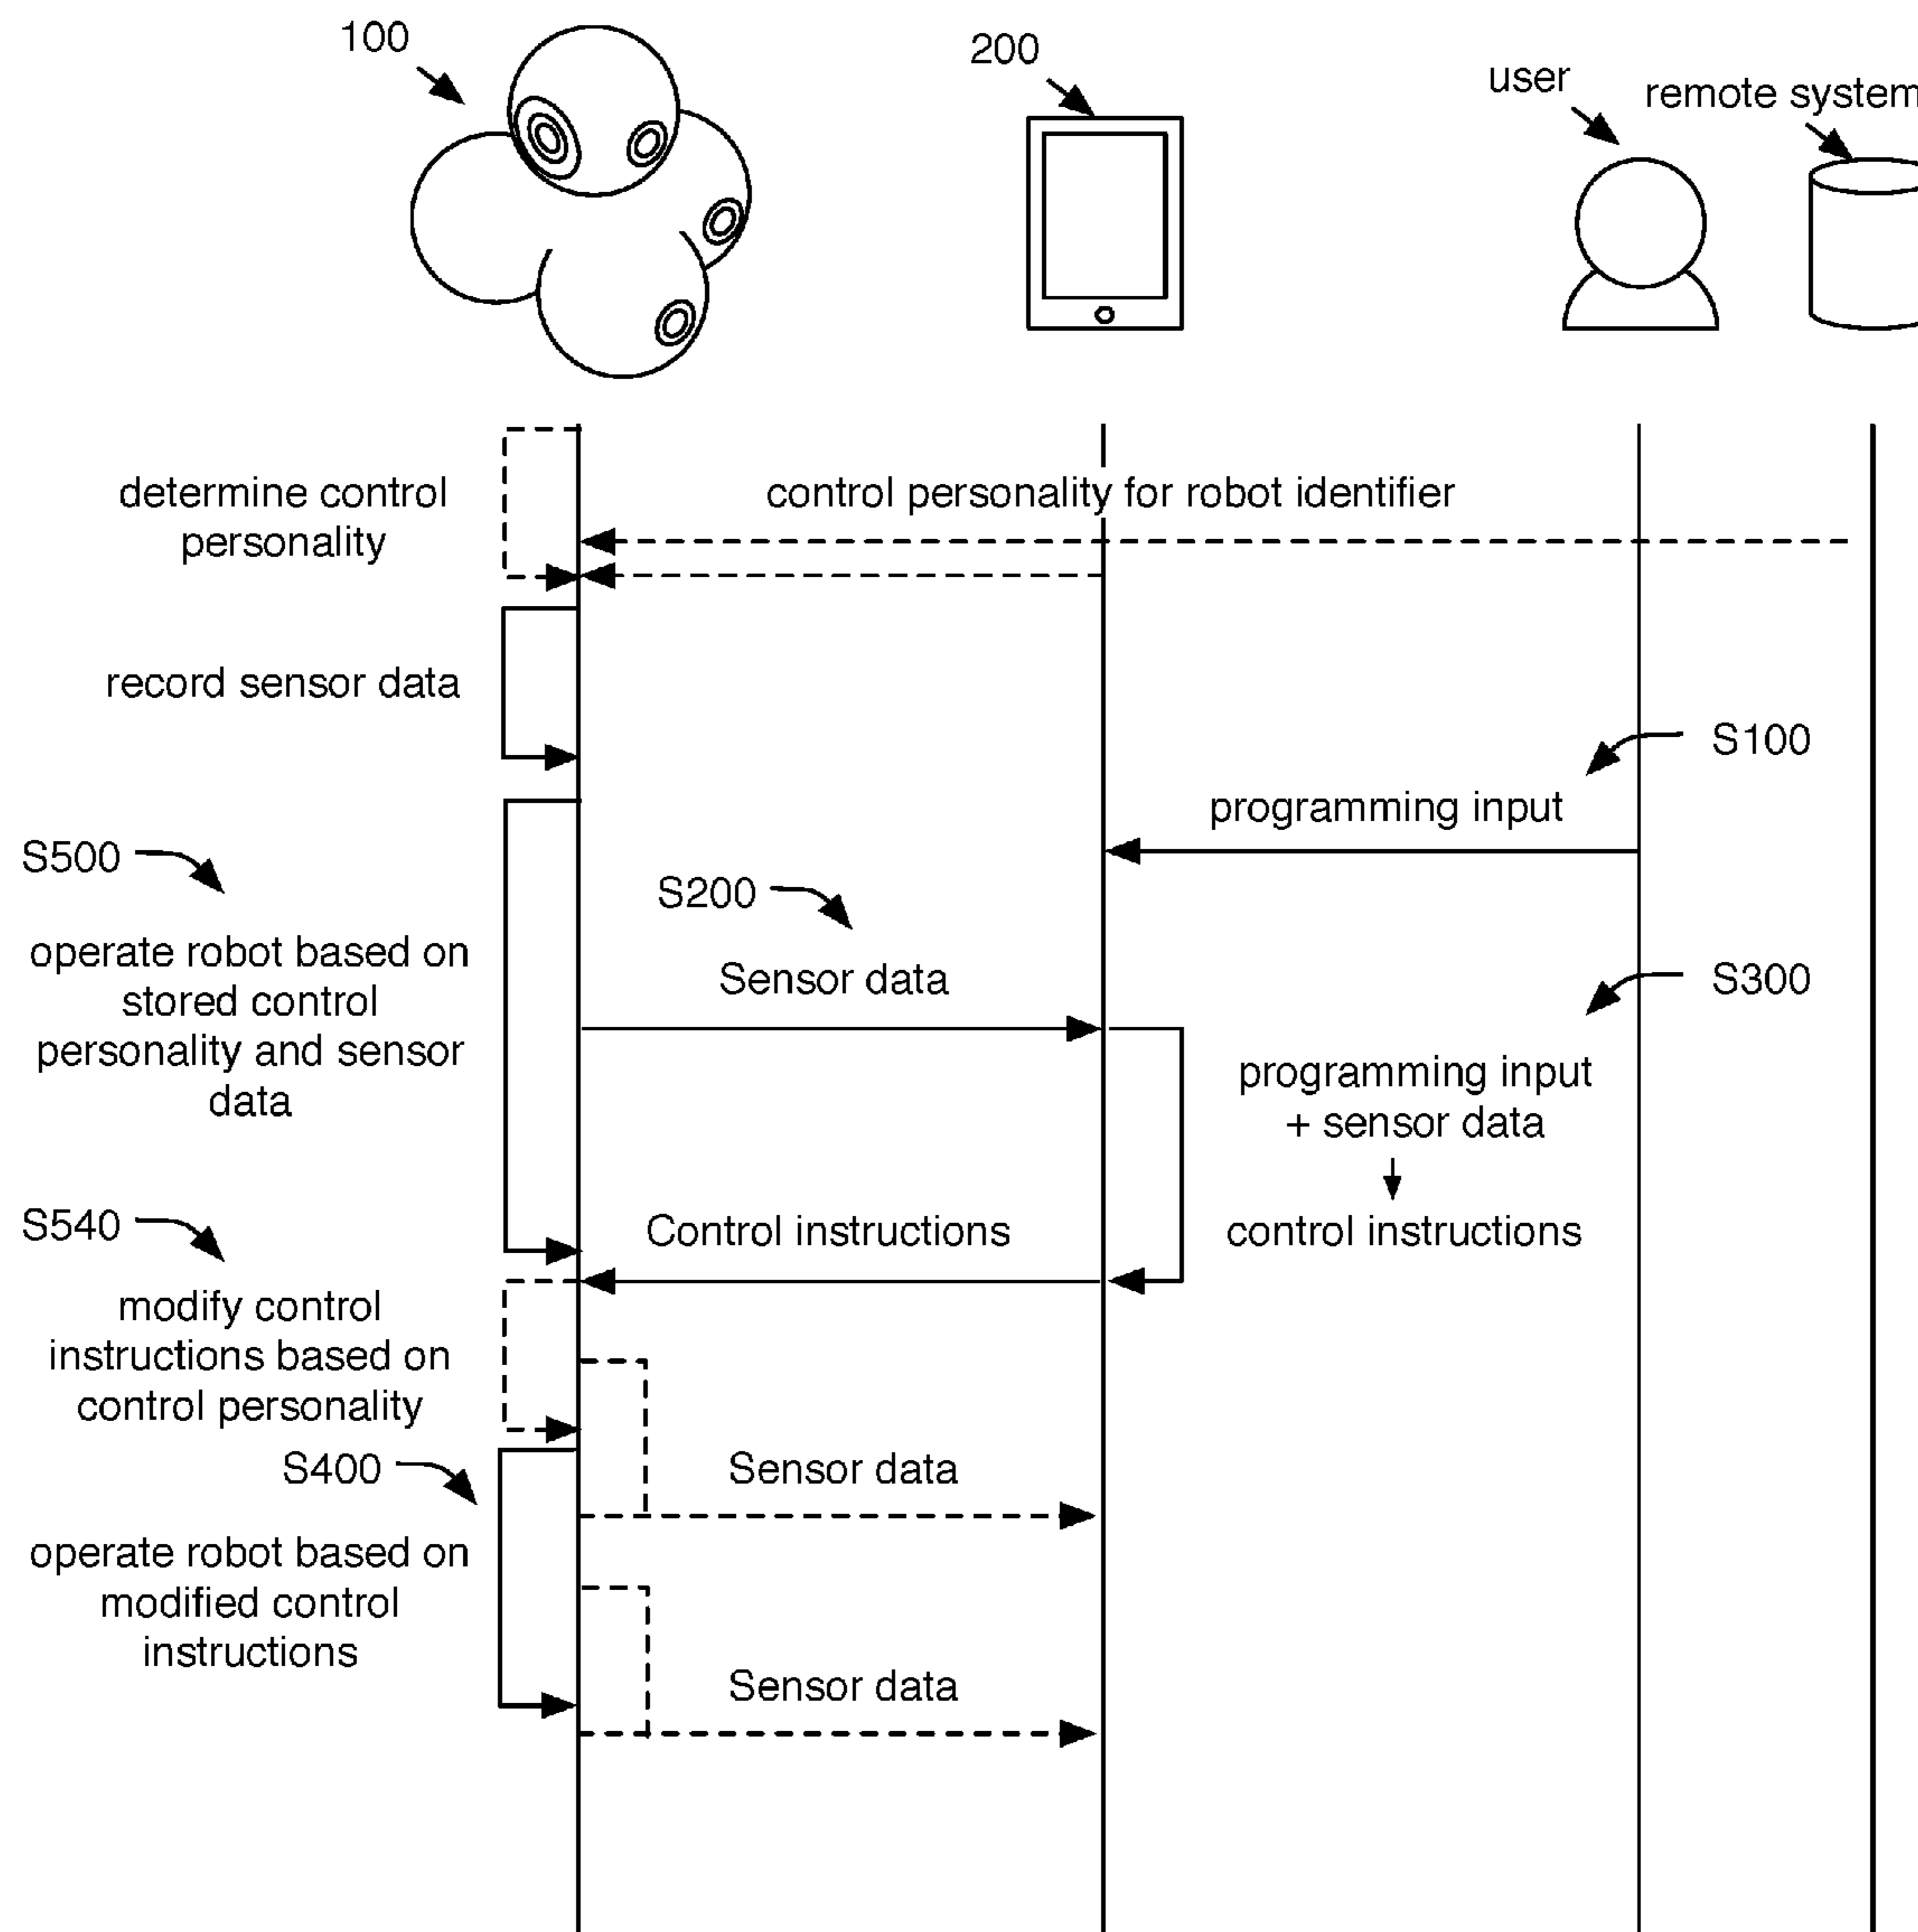 100
200
user
remote system
determine control
personality
control personality for robot identifier
record sensor data
S100
programming input
S500
S200
operate robot based on
stored control
personality and sensor
data
Sensor data
S300
programming input
+ sensor data
control instructions
S540
Control instructions
modify control
instructions based on
control personality
S400
Sensor data
operate robot based on
modified control
instructions
Sensor data